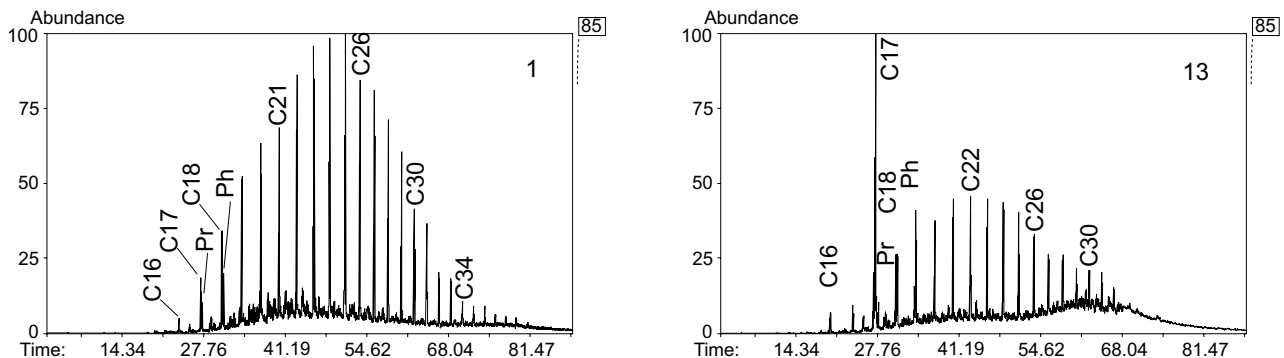 Abundance
85
100
75
50
25
0
1
C16
C17
Pr
C18
Ph
C21
C26
C30
C34
Time: 14.34 27.76 41.19 54.62 68.04 81.47
Abundance
85
100
75
50
25
0
13
C16
C17
Pr
C18
Ph
C22
C26
C30
Time: 14.34 27.76 41.19 54.62 68.04 81.47